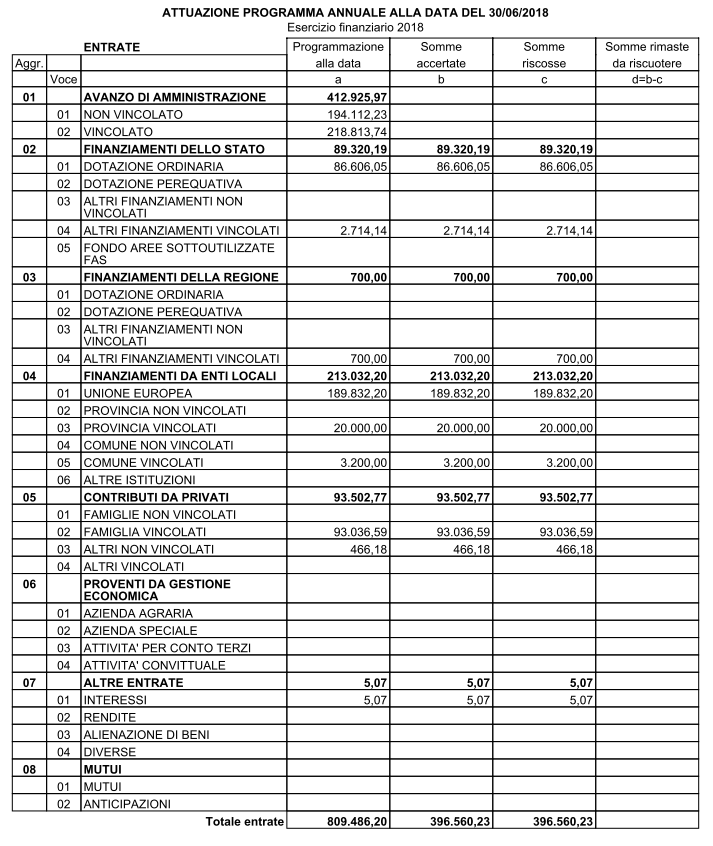 ATTUAZIONE PROGRAMMA ANNUALE ALLA DATA DEL 30/06/2018
Esercizio finanziario 2018
ENTRATE Programmazione Somme Somme Somme rimaste
Aggr. alla data accertate riscosse da riscuotere
Voce a b c d=b-c
01 AVANZO DI AMMINISTRAZIONE 412.925,97
01 NON VINCOLATO 194.112,23
02 VINCOLATO 218.813,74
02 FINANZIAMENTI DELLO STATO 89.320,19 89.320,19 89.320,19
01 DOTAZIONE ORDINARIA 86.606,05 86.606,05 86.606,05
02 DOTAZIONE PEREQUATIVA
03 ALTRI FINANZIAMENTI NON
VINCOLATI
04 ALTRI FINANZIAMENTI VINCOLATI 2.714,14 2.714,14 2.714,14
05 FONDO AREE SOTTOUTILIZZATE
FAS
03 FINANZIAMENTI DELLA REGIONE 700,00 700,00 700,00
01 DOTAZIONE ORDINARIA
02 DOTAZIONE PEREQUATIVA
03 ALTRI FINANZIAMENTI NON
VINCOLATI
04 ALTRI FINANZIAMENTI VINCOLATI 700,00 700,00 700,00
04 FINANZIAMENTI DA ENTI LOCALI 213.032,20 213.032,20 213.032,20
01 UNIONE EUROPEA 189.832,20 189.832,20 189.832,20
02 PROVINCIA NON VINCOLATI
03 PROVINCIA VINCOLATI 20.000,00 20.000,00 20.000,00
04 COMUNE NON VINCOLATI
05 COMUNE VINCOLATI 3.200,00 3.200,00 3.200,00
06 ALTRE ISTITUZIONI
05 CONTRIBUTI DA PRIVATI 93.502,77 93.502,77 93.502,77
01 FAMIGLIE NON VINCOLATI
02 FAMIGLIA VINCOLATI 93.036,59 93.036,59 93.036,59
03 ALTRI NON VINCOLATI 466,18 466,18 466,18
04 ALTRI VINCOLATI
06 PROVENTI DA GESTIONE
ECONOMICA
01 AZIENDA AGRARIA
02 AZIENDA SPECIALE
03 ATTIVITA' PER CONTO TERZI
04 ATTIVITA' CONVITTUALE
07 ALTRE ENTRATE 5,07 5,07 5,07
01 INTERESSI 5,07 5,07 5,07
02 RENDITE
03 ALIENAZIONE DI BENI
04 DIVERSE
08 MUTUI
01 MUTUI
02 ANTICIPAZIONI
Totale entrate 809.486,20 396.560,23 396.560,23